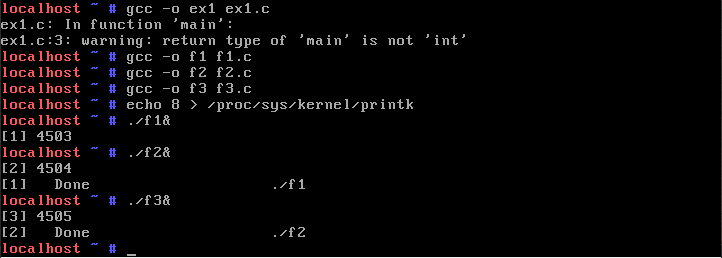 localhost ~ # gcc -o ex1 ex1.c
ex1.c: In function 'main':
ex1.c:3: warning: return type of 'main' is not 'int'
localhost ~ # gcc -o f1 f1.c
localhost ~ # gcc -o f2 f2.c
localhost ~ # gcc -o f3 f3.c
localhost ~ # echo 8 > /proc/sys/kernel/printk
localhost ~ # ./f1&
[1] 4503
localhost ~ # ./f2&
[2] 4504
[1]   Done                    ./f1
localhost ~ # ./f3&
[3] 4505
[2]   Done                    ./f2
localhost ~ # _